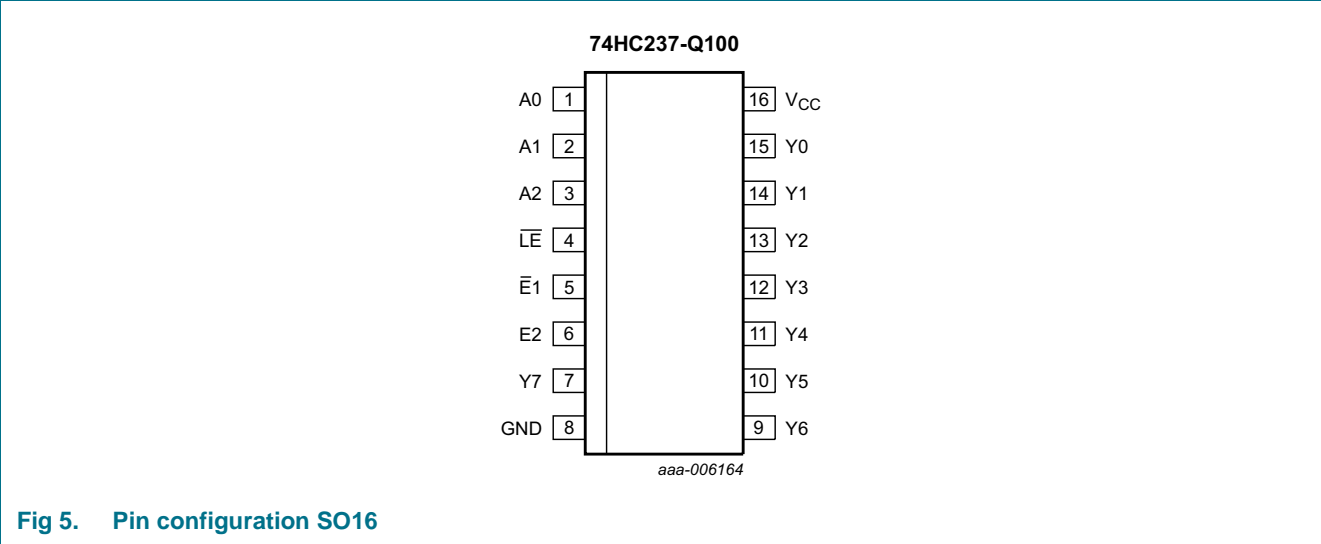 74HC237-Q100
A0 1 16 VCC
A1 2 15 Y0
A2 3 14 Y1
L̅E̅ 4 13 Y2
E̅1 5 12 Y3
E2 6 11 Y4
Y7 7 10 Y5
GND 8 9 Y6
aaa-006164
Fig 5. Pin configuration SO16